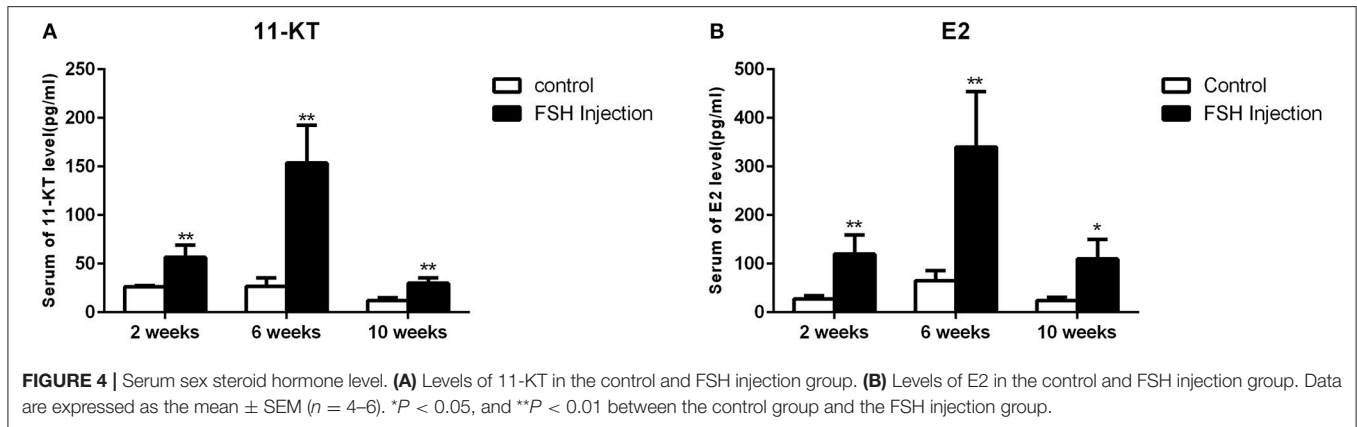 A
11-KT
Serum of 11-KT level(pg/ml)
250
200
150
100
50
0
**
**
**
2 weeks
6 weeks
10 weeks
control
FSH Injection
B
E2
Serum of E2 level(pg/ml)
500
400
300
200
100
0
**
**
*
2 weeks
6 weeks
10 weeks
Control
FSH Injection
FIGURE 4 | Serum sex steroid hormone level. (A) Levels of 11-KT in the control and FSH injection group. (B) Levels of E2 in the control and FSH injection group. Data
are expressed as the mean ± SEM (n = 4–6). *P < 0.05, and **P < 0.01 between the control group and the FSH injection group.